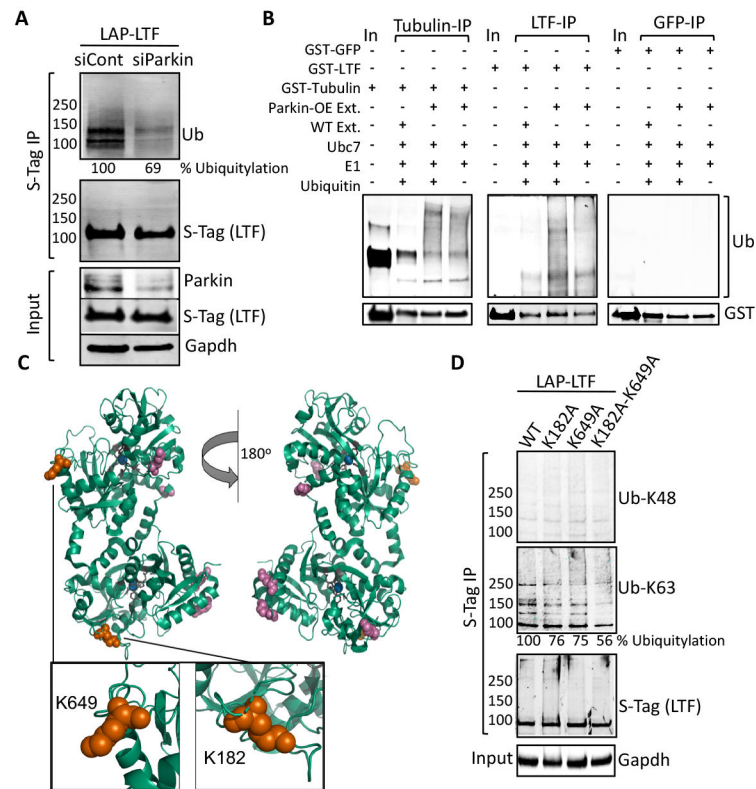 A
LAP-LTF
siCont siParkin
S-Tag IP
250
150
100
Ub
100 69 % Ubiquitylation
250
150
100
S-Tag (LTF)
Input
Parkin
S-Tag (LTF)
Gapdh
B
In Tubulin-IP In LTF-IP In GFP-IP
GST-GFP - - - - - - - - + + + +
GST-LTF - - - - + + + + - - - -
GST-Tubulin + + + + - - - - - - - -
Parkin-OE Ext. - - + + - - + + - - + +
WT Ext. - + - - - + - - - + - -
Ubc7 - + + + - + + + - + + +
E1 - + + + - + + + - + + +
Ubiquitin - + + - - + + - - + + -
Ub
GST
C
180º
K649
K182
D
LAP-LTF
WT K182A K649A K182A-K649A
S-Tag IP
250
150
100
Ub-K48
250
150
100
Ub-K63
100 76 75 56 % Ubiquitylation
250
150
100
S-Tag (LTF)
Input
Gapdh